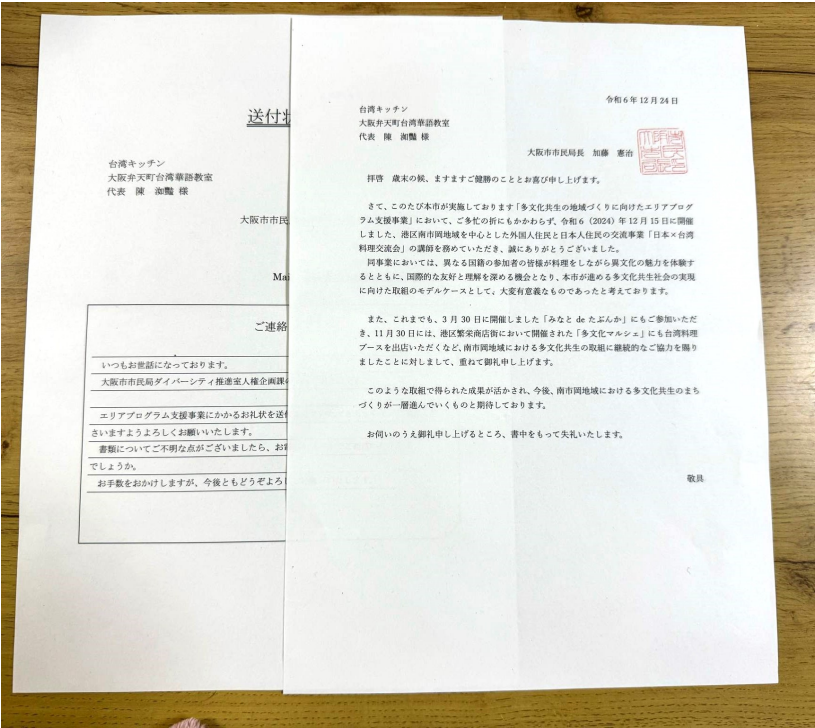 送付状
台湾キッチン
大阪弁天町台湾華語教室
代表 陳 洳豔 様
大阪市市民
Mai
ご連絡
いつもお世話になっております。
大阪市市民局ダイバーシティ推進室人権企画課の
エリアプログラム支援事業にかかるお礼状を送付
さいますようよろしくお願いいたします。
書類についてご不明な点がございましたら、お
でしょうか。
お手数をおかけしますが、今後ともどうぞよろし
令和6年12月24日
台湾キッチン
大阪弁天町台湾華語教室
代表 陳 洳豔 様
大阪市市民局長 加藤 憲治
拝啓 歳末の候、ますますご健勝のこととお喜び申し上げます。
さて、このたび本市が実施しております「多文化共生の地域づくりに向けたエリアプログ
ラム支援事業」において、ご多忙の折にもかかわらず、令和6(2024)年12月15日に開催
しました、港区南市岡地域を中心とした外国人住民と日本人住民の交流事業「日本×台湾
料理交流会」の講師を務めていただき、誠にありがとうございました。
同事業においては、異なる国籍の参加者の皆様が料理をしながら異文化の魅力を体験す
るとともに、国際的な友好と理解を深める機会となり、本市が進める多文化共生社会の実現
に向けた取組のモデルケースとして、大変有意義なものであったと考えております。
また、これまでも、3月30日に開催しました「みなと de たぶんか」にもご参加いただ
き、11月30日には、港区繁栄商店街において開催された「多文化マルシェ」にも台湾料理
ブースを出店いただくなど、南市岡地域における多文化共生の取組に継続的なご協力を賜り
ましたことに対しまして、重ねて御礼申し上げます。
このような取組で得られた成果が活かされ、今後、南市岡地域における多文化共生のまち
づくりが一層進んでいくものと期待しております。
お伺いのうえ御礼申し上げるところ、書中をもって失礼いたします。
敬具